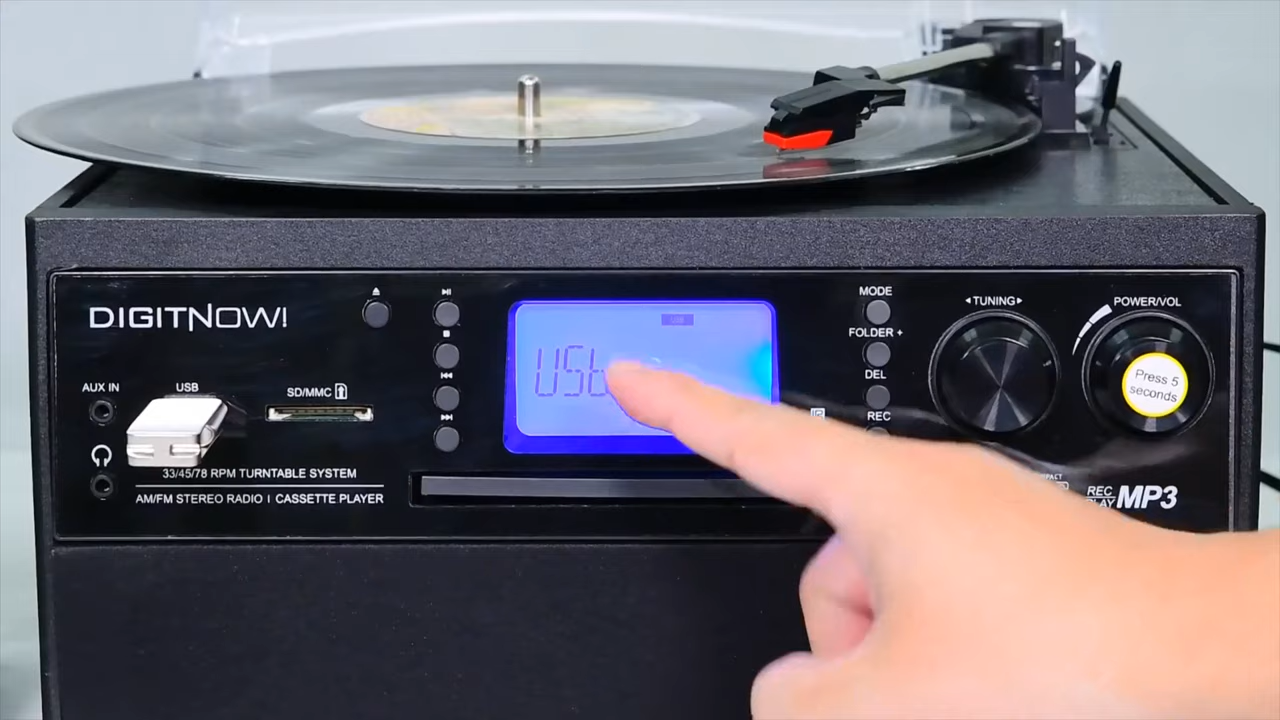 DIGITNOW!
AUX IN
USB
SD/MMC
33/45/78 RPM TURNTABLE SYSTEM
AM/FM STEREO RADIO | CASSETTE PLAYER
USB
USb
MODE
FOLDER +
DEL
REC
TUNING
POWER/VOL
Press 5
seconds
REC
PLAY
MP3